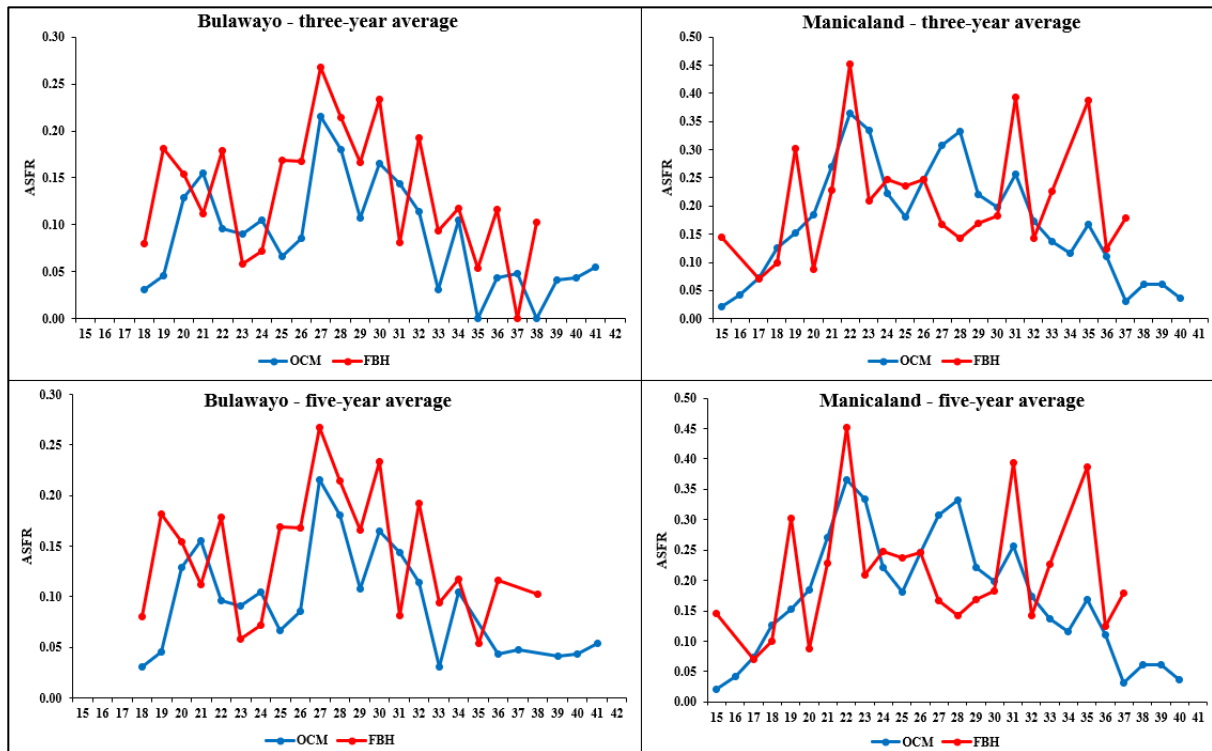 Bulawayo - three-year average
0.30
0.25
0.20
0.15
0.10
0.05
0.00
ASFR
15 16 17 18 19 20 21 22 23 24 25 26 27 28 29 30 31 32 33 34 35 36 37 38 39 40 41 42
OCM FBH
Manicaland - three-year average
0.50
0.45
0.40
0.35
0.30
0.25
0.20
0.15
0.10
0.05
0.00
ASFR
15 16 17 18 19 20 21 22 23 24 25 26 27 28 29 30 31 32 33 34 35 36 37 38 39 40 41
OCM FBH
Bulawayo - five-year average
0.30
0.25
0.20
0.15
0.10
0.05
0.00
ASFR
15 16 17 18 19 20 21 22 23 24 25 26 27 28 29 30 31 32 33 34 35 36 37 38 39 40 41 42
OCM FBH
Manicaland - five-year average
0.50
0.45
0.40
0.35
0.30
0.25
0.20
0.15
0.10
0.05
0.00
ASFR
15 16 17 18 19 20 21 22 23 24 25 26 27 28 29 30 31 32 33 34 35 36 37 38 39 40 41
OCM FBH